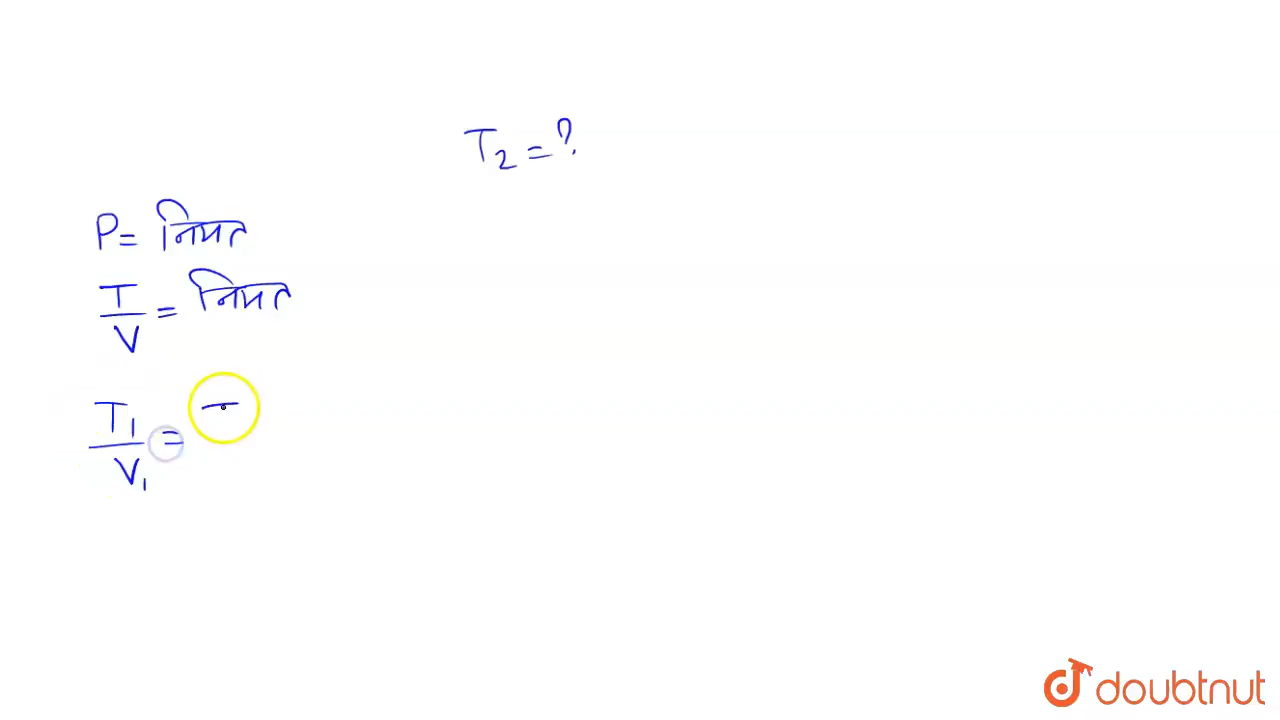 T₂ = ?
P = नियत
T/V = नियत
T₁/V₁ = T
doubtnut